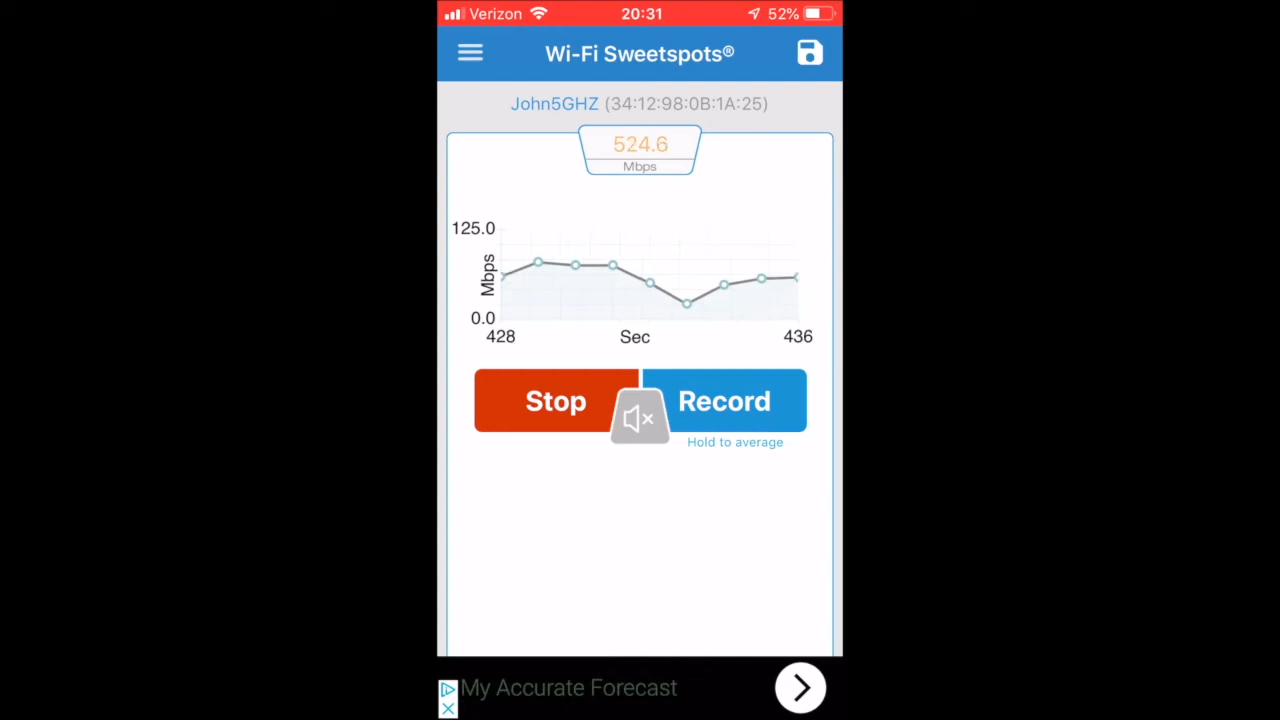 Verizon 20:31 52%
Wi-Fi Sweetspots®
John5GHZ (34:12:98:0B:1A:25)
524.6
Mbps
125.0
Mbps
0.0
428 Sec 436
Stop Record
Hold to average
My Accurate Forecast